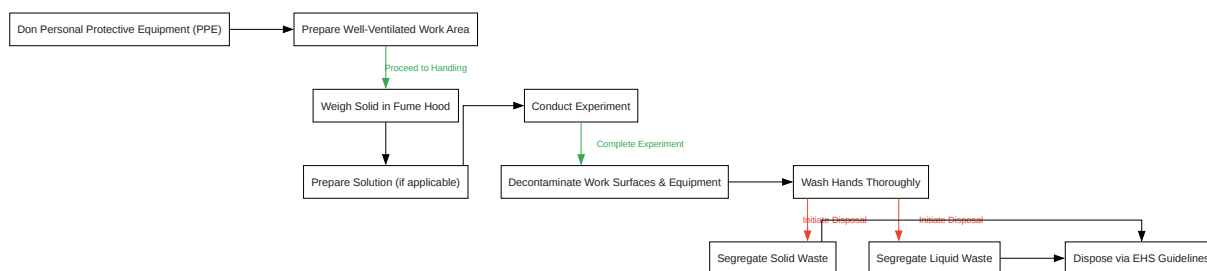 Don Personal Protective Equipment (PPE)
Prepare Well-Ventilated Work Area
Proceed to Handling
Weigh Solid in Fume Hood
Conduct Experiment
Complete Experiment
Prepare Solution (if applicable)
Decontaminate Work Surfaces & Equipment
Wash Hands Thoroughly
Initiate Disposal
Initiate Disposal
Segregate Solid Waste
Segregate Liquid Waste
Dispose via EHS Guidelines